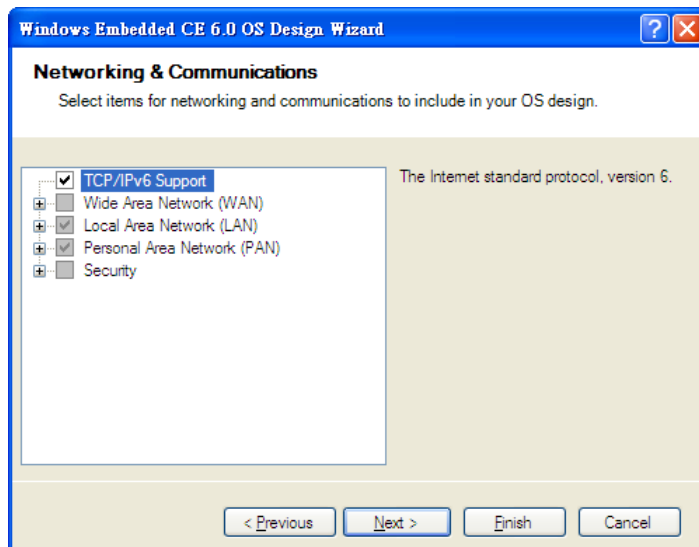 Windows Embedded CE 6.0 OS Design Wizard
Networking & Communications
Select items for networking and communications to include in your OS design.
TCP/IPv6 Support
Wide Area Network (WAN)
Local Area Network (LAN)
Personal Area Network (PAN)
Security
The Internet standard protocol, version 6.
< Previous
Next >
Finish
Cancel